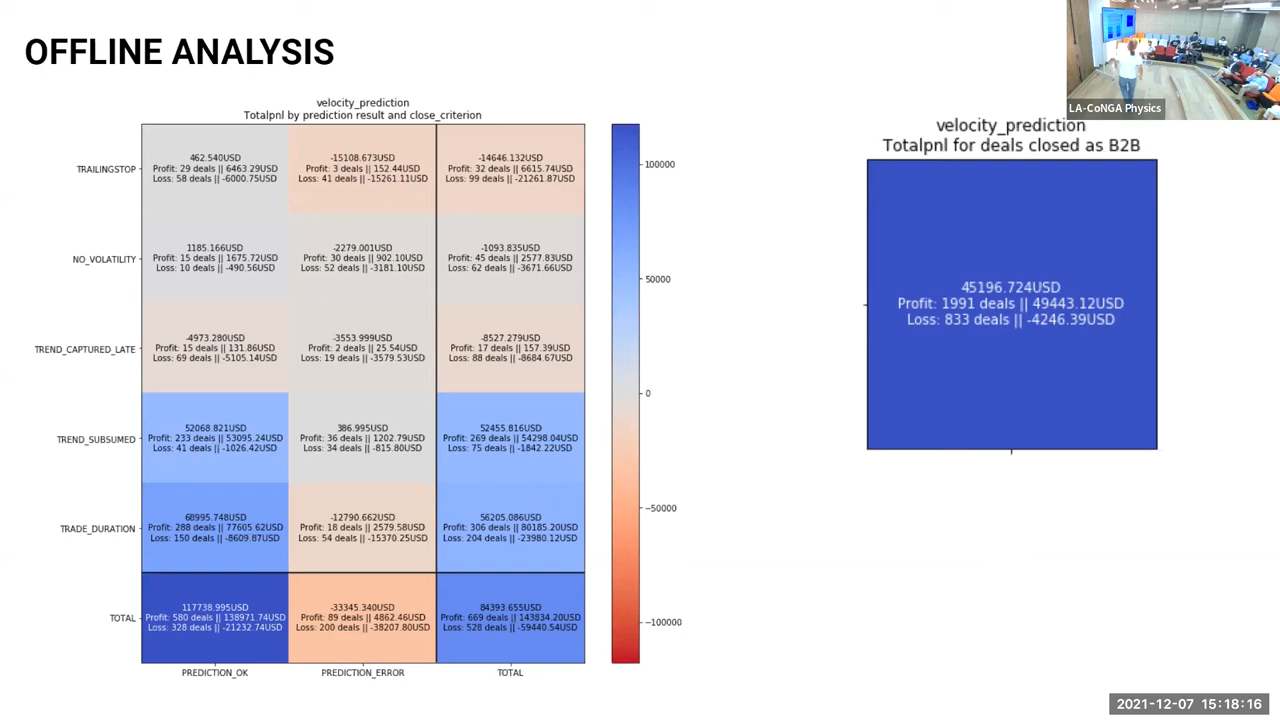 OFFLINE ANALYSIS
LA-CoNGA Physics
velocity_prediction
Totalpnl by prediction result and close_criterion
TRAILINGSTOP
462.540USD
Profit: 29 deals || 6463.29USD
Loss: 58 deals || -6000.75USD
-15108.673USD
Profit: 3 deals || 152.44USD
Loss: 41 deals || -15261.11USD
-14646.132USD
Profit: 32 deals || 6615.74USD
Loss: 99 deals || -21261.87USD
NO_VOLATILITY
1185.166USD
Profit: 15 deals || 1675.72USD
Loss: 10 deals || -490.56USD
-2279.001USD
Profit: 30 deals || 902.10USD
Loss: 52 deals || -3181.10USD
-1093.835USD
Profit: 45 deals || 2577.83USD
Loss: 62 deals || -3671.66USD
TREND_CAPTURED_LATE
-4973.280USD
Profit: 15 deals || 131.86USD
Loss: 69 deals || -5105.14USD
-3553.999USD
Profit: 2 deals || 25.54USD
Loss: 19 deals || -3579.53USD
-8527.279USD
Profit: 17 deals || 157.39USD
Loss: 88 deals || -8684.67USD
TREND_SUBSUMED
52068.821USD
Profit: 233 deals || 53095.24USD
Loss: 41 deals || -1026.42USD
386.995USD
Profit: 36 deals || 1202.79USD
Loss: 34 deals || -815.80USD
52455.816USD
Profit: 269 deals || 54298.04USD
Loss: 75 deals || -1842.22USD
TRADE_DURATION
68995.748USD
Profit: 288 deals || 77605.62USD
Loss: 150 deals || -8609.87USD
-12790.662USD
Profit: 18 deals || 2579.58USD
Loss: 54 deals || -15370.25USD
56205.086USD
Profit: 306 deals || 80185.20USD
Loss: 204 deals || -23980.12USD
TOTAL
117738.995USD
Profit: 580 deals || 138971.74USD
Loss: 328 deals || -21232.74USD
-33345.340USD
Profit: 89 deals || 4862.46USD
Loss: 200 deals || -38207.80USD
84393.655USD
Profit: 669 deals || 143834.20USD
Loss: 528 deals || -59440.54USD
PREDICTION_OK
PREDICTION_ERROR
TOTAL
100000
50000
0
−50000
−100000
velocity_prediction
Totalpnl for deals closed as B2B
45196.724USD
Profit: 1991 deals || 49443.12USD
Loss: 833 deals || -4246.39USD
2021-12-07 15:18:16